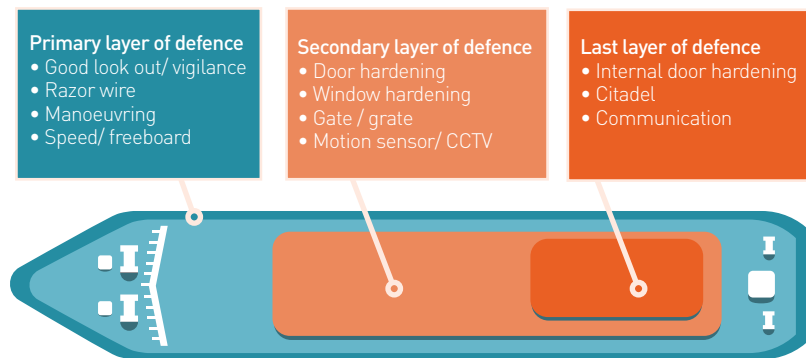 Primary layer of defence
• Good look out/ vigilance
• Razor wire
• Manoeuvring
• Speed/ freeboard
Secondary layer of defence
• Door hardening
• Window hardening
• Gate / grate
• Motion sensor/ CCTV
Last layer of defence
• Internal door hardening
• Citadel
• Communication